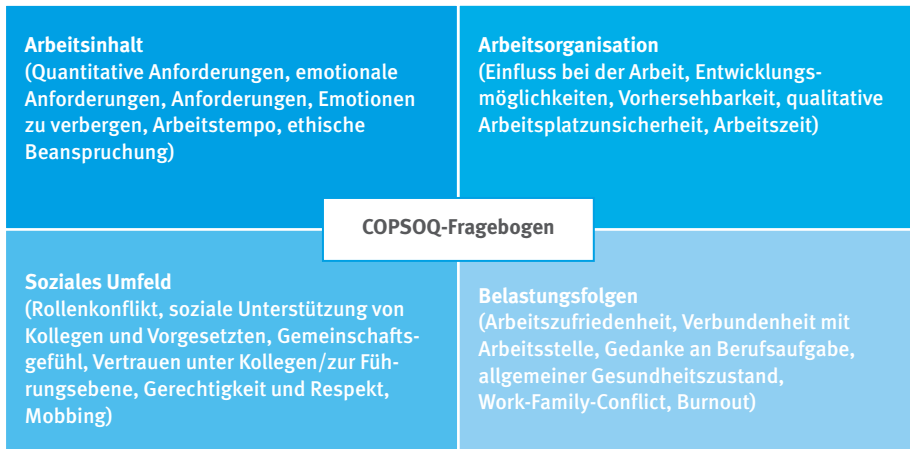 Arbeitsinhalt
(Quantitative Anforderungen, emotionale
Anforderungen, Anforderungen, Emotionen
zu verbergen, Arbeitstempo, ethische
Beanspruchung)
Arbeitsorganisation
(Einfluss bei der Arbeit, Entwicklungs-
möglichkeiten, Vorhersehbarkeit, qualitative
Arbeitsplatzunsicherheit, Arbeitszeit)
COPSOQ-Fragebogen
Soziales Umfeld
(Rollenkonflikt, soziale Unterstützung von
Kollegen und Vorgesetzten, Gemeinschafts-
gefühl, Vertrauen unter Kollegen/zur Füh-
rungsebene, Gerechtigkeit und Respekt,
Mobbing)
Belastungsfolgen
(Arbeitszufriedenheit, Verbundenheit mit
Arbeitsstelle, Gedanke an Berufsaufgabe,
allgemeiner Gesundheitszustand,
Work-Family-Conflict, Burnout)